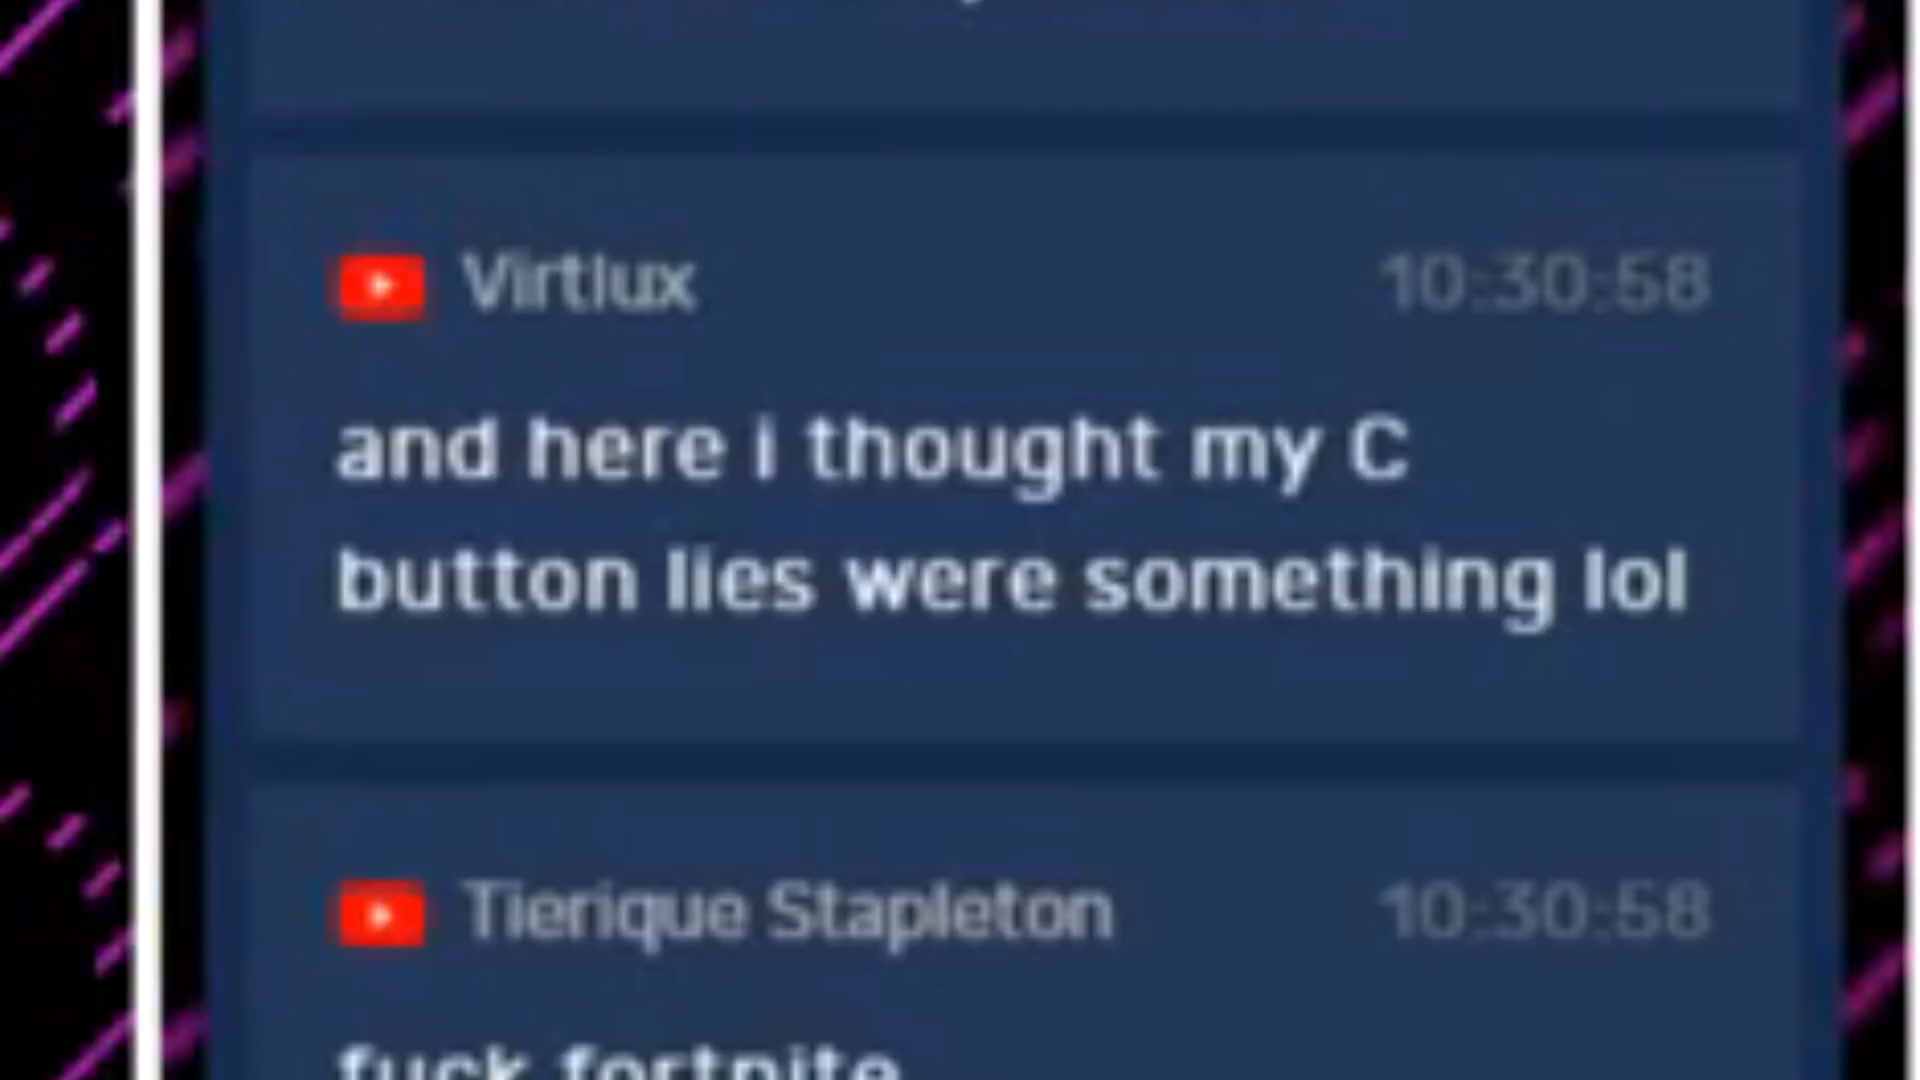 Virtlux 10:30:58
and here i thought my C
button lies were something lol
Tierique Stapleton 10:30:58
fuck fortnite